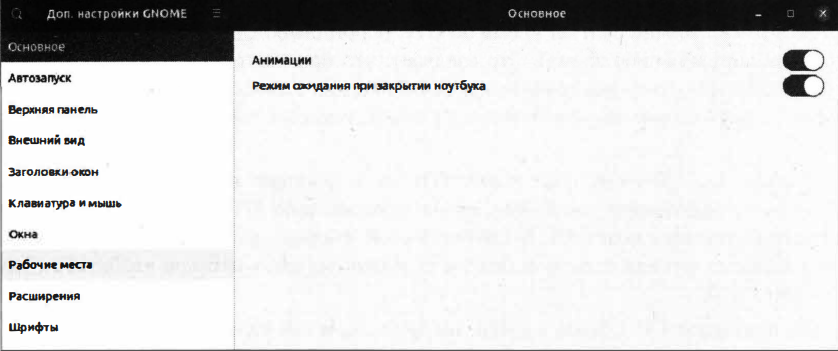 Доп. настройки GNOME
Основное
Основное
Автозапуск
Верхняя панель
Внешний вид
Заголовки окон
Клавиатура и мышь
Окна
Рабочие места
Расширения
Шрифты
Анимации
Режим ожидания при закрытии ноутбука